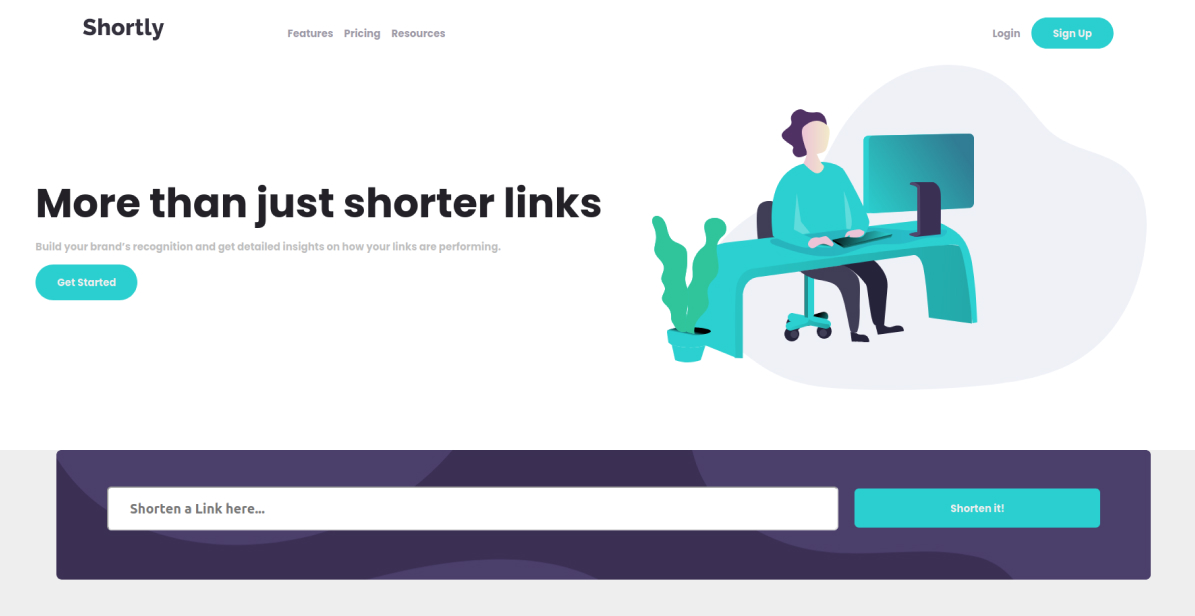 Shortly
Features Pricing Resources
Login Sign Up
More than just shorter links
Build your brand's recognition and get detailed insights on how your links are performing.
Get Started
Shorten a Link here...
Shorten it!